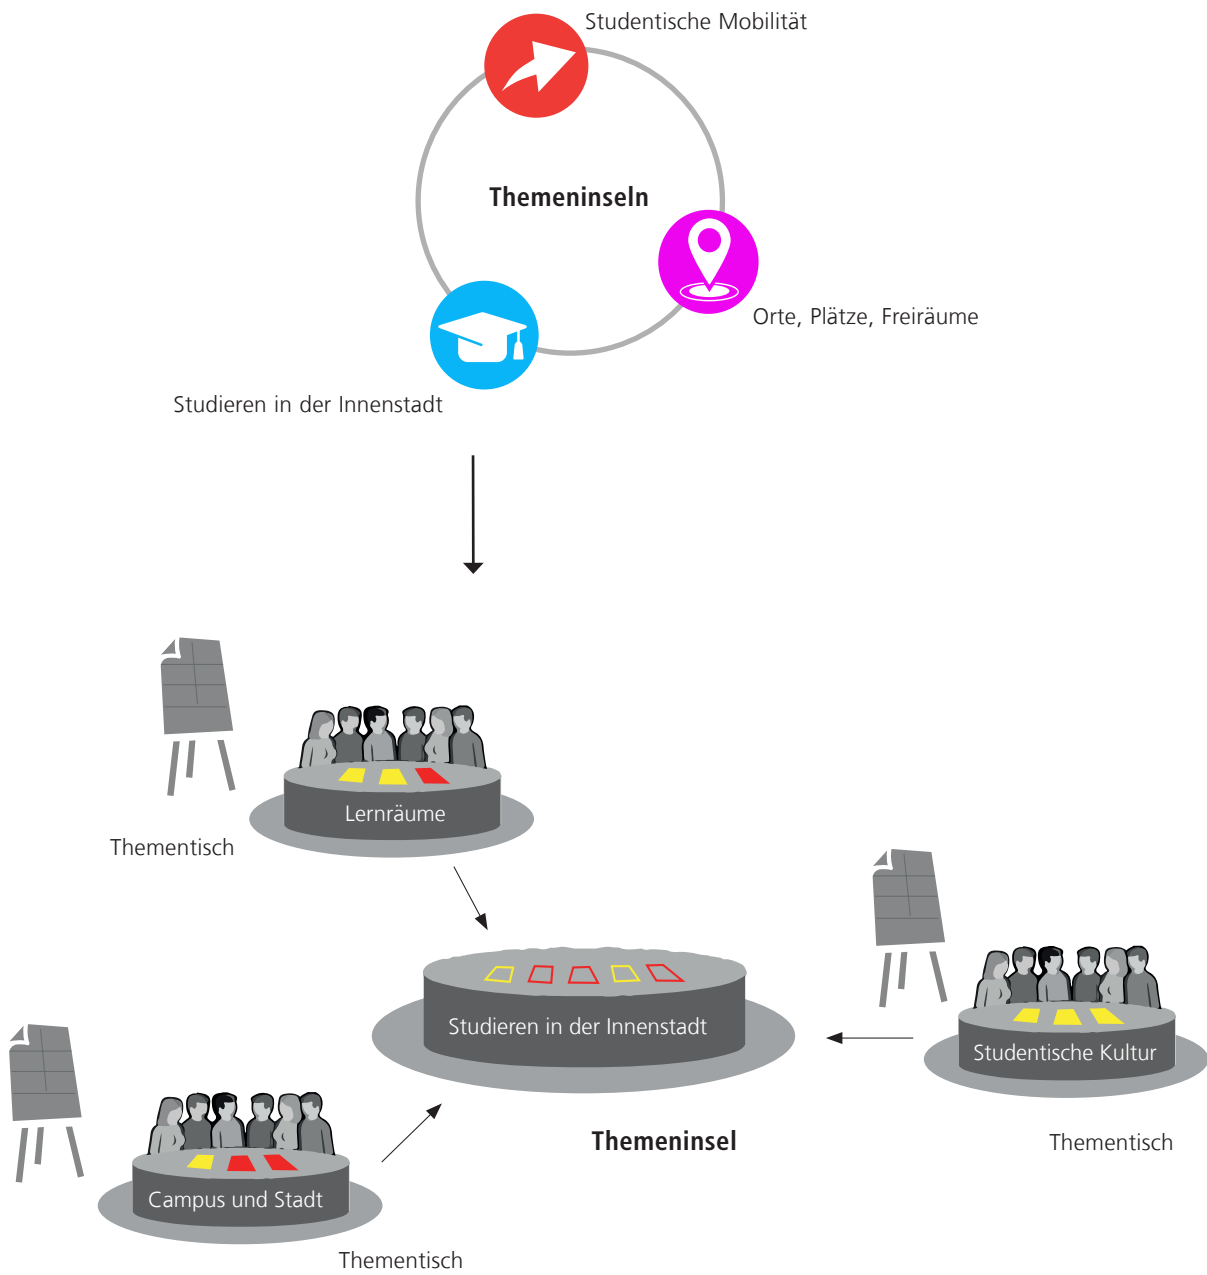 Studentische Mobilität
Themeninseln
Orte, Plätze, Freiräume
Studieren in der Innenstadt
Lernräume
Thementisch
Studieren in der Innenstadt
Studentische Kultur
Themeninsel
Thementisch
Campus und Stadt
Thementisch